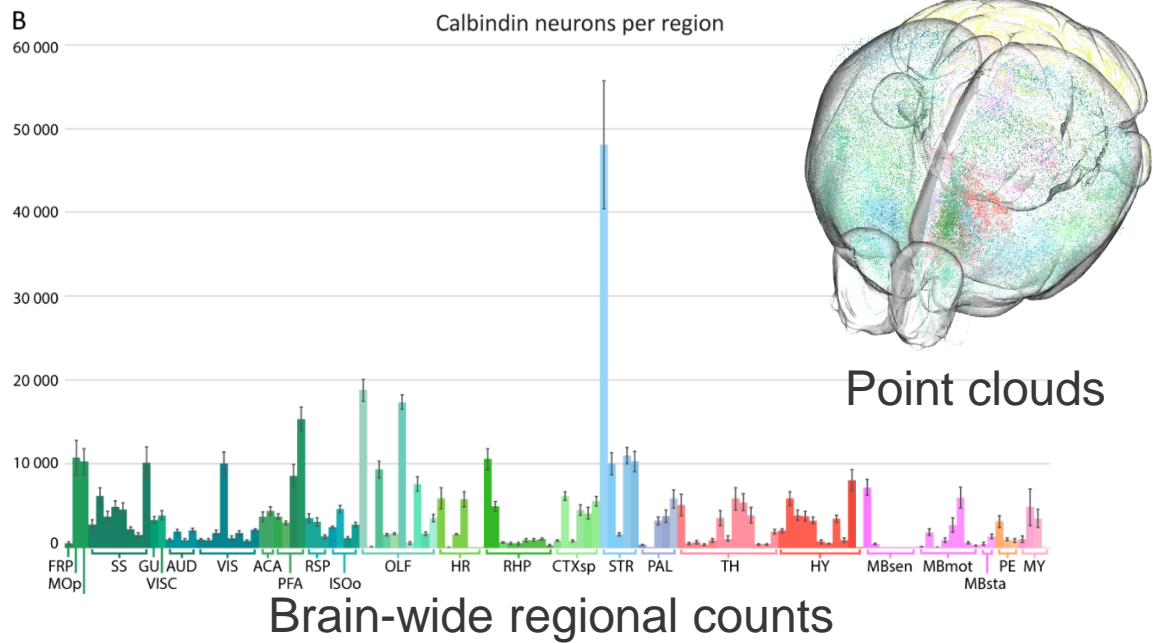 B
Calbindin neurons per region
60 000
50 000
40 000
30 000
20 000
10 000
0
FRP SS GU AUD VIS ACA RSP OLF HR RHP CTXsp STR PAL TH HY MBsen MBmot PE MY
MOp VISC PFA ISOo MBsta
Point clouds
Brain-wide regional counts